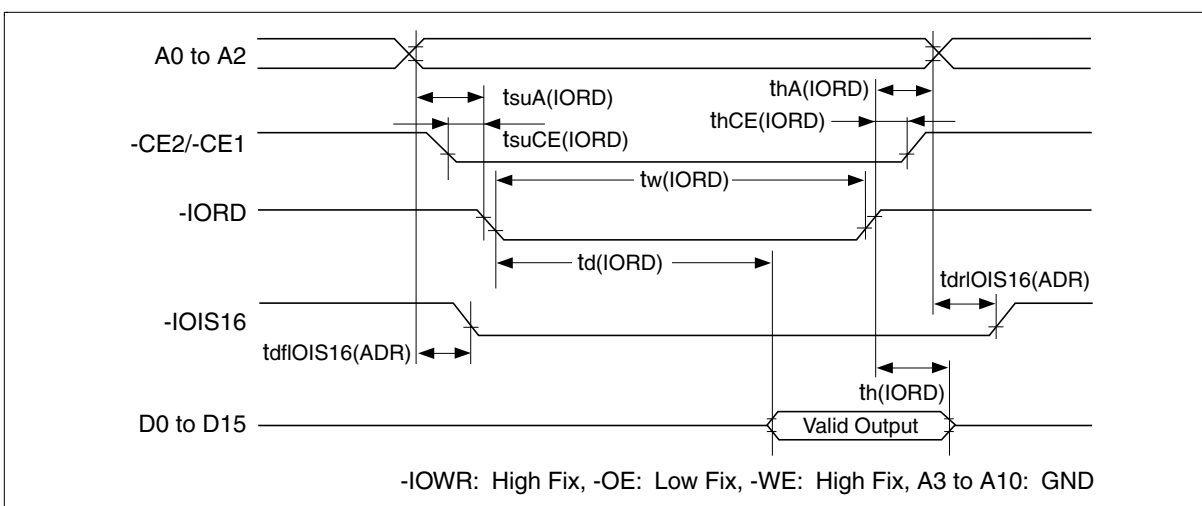 A0 to A2
tsuA(IORD)
thA(IORD)
-CE2/-CE1
tsuCE(IORD)
thCE(IORD)
tw(IORD)
-IORD
td(IORD)
tdrIOIS16(ADR)
-IOIS16
tdfIOIS16(ADR)
th(IORD)
D0 to D15
Valid Output
-IOWR: High Fix, -OE: Low Fix, -WE: High Fix, A3 to A10: GND